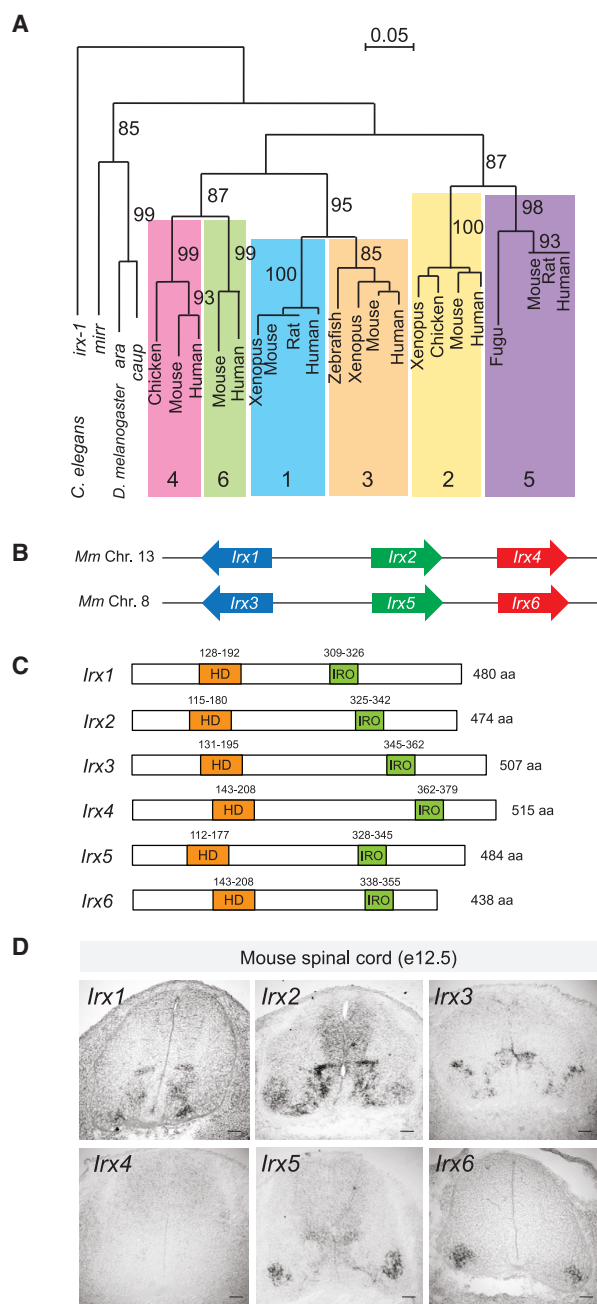 A
0.05
85
87
99
87
95
98
100
99
99
93
100
85
93
irx-1
mirr
ara
caup
C. elegans
D. melanogaster
Chicken
Mouse
Human
Mouse
Human
Xenopus
Mouse
Rat
Human
Zebrafish
Xenopus
Mouse
Human
Xenopus
Chicken
Mouse
Human
Fugu
Mouse
Rat
Human
4 6 1 3 2 5
B
Mm Chr. 13 Irx1 Irx2 Irx4
Mm Chr. 8 Irx3 Irx5 Irx6
C
128-192 309-326
Irx1 HD IRO 480 aa
115-180 325-342
Irx2 HD IRO 474 aa
131-195 345-362
Irx3 HD IRO 507 aa
143-208 362-379
Irx4 HD IRO 515 aa
112-177 328-345
Irx5 HD IRO 484 aa
143-208 338-355
Irx6 HD IRO 438 aa
D
Mouse spinal cord (e12.5)
Irx1 Irx2 Irx3
Irx4 Irx5 Irx6